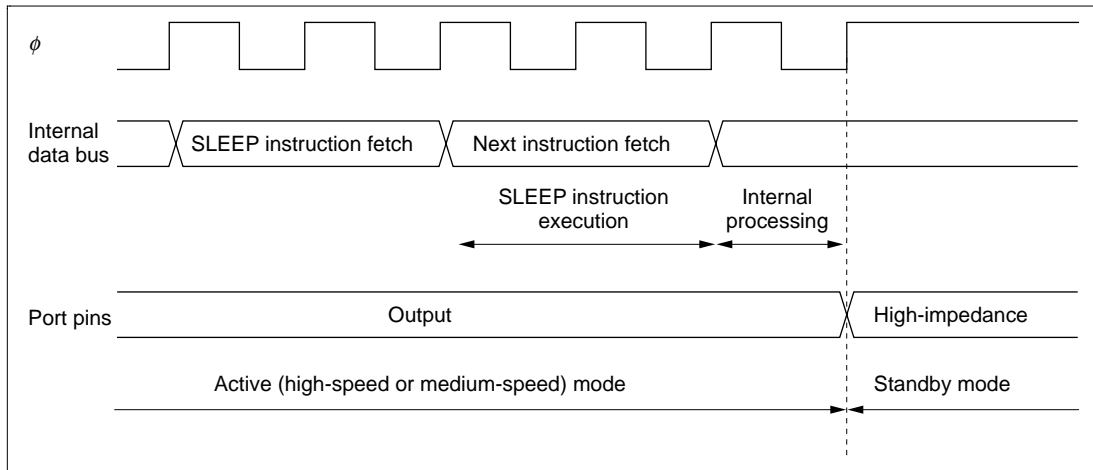 ϕ
Internal
data bus
SLEEP instruction fetch
Next instruction fetch
SLEEP instruction
execution
Internal
processing
Port pins
Output
High-impedance
Active (high-speed or medium-speed) mode
Standby mode